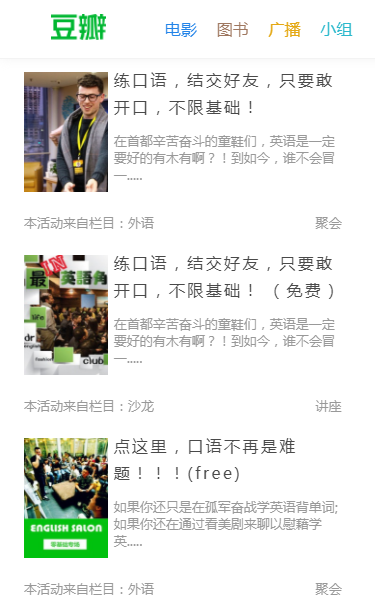 豆瓣
电影 图书 广播 小组
练口语，结交好友，只要敢
开口，不限基础！
在首都辛苦奋斗的童鞋们，英语是一定
要好的有木有啊？！到如今，谁不会冒
一.....
本活动来自栏目：外语 聚会
IN
最 英語角
life
club
练口语，结交好友，只要敢
开口，不限基础！（免费）
在首都辛苦奋斗的童鞋们，英语是一定
要好的有木有啊？！到如今，谁不会冒
一.....
本活动来自栏目：沙龙 讲座
ENGLISH SALON
零基础专场
点这里，口语不再是难
题！！！(free)
如果你还只是在孤军奋战学英语背单词;
如果你还在通过看美剧来聊以慰藉学
英.....
本活动来自栏目：外语 聚会